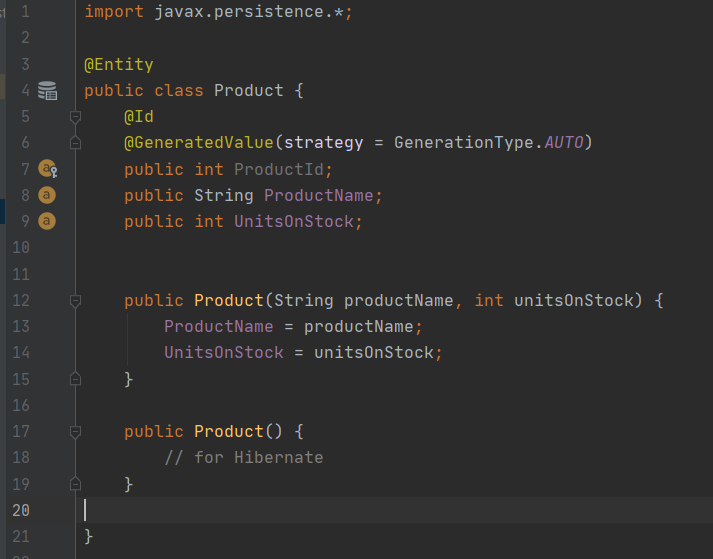 1 import javax.persistence.*;
2
3 @Entity
4 public class Product {
5 @Id
6 @GeneratedValue(strategy = GenerationType.AUTO)
7 public int ProductId;
8 public String ProductName;
9 public int UnitsOnStock;
10
11
12 public Product(String productName, int unitsOnStock) {
13 ProductName = productName;
14 UnitsOnStock = unitsOnStock;
15 }
16
17 public Product() {
18 // for Hibernate
19 }
20
21 }